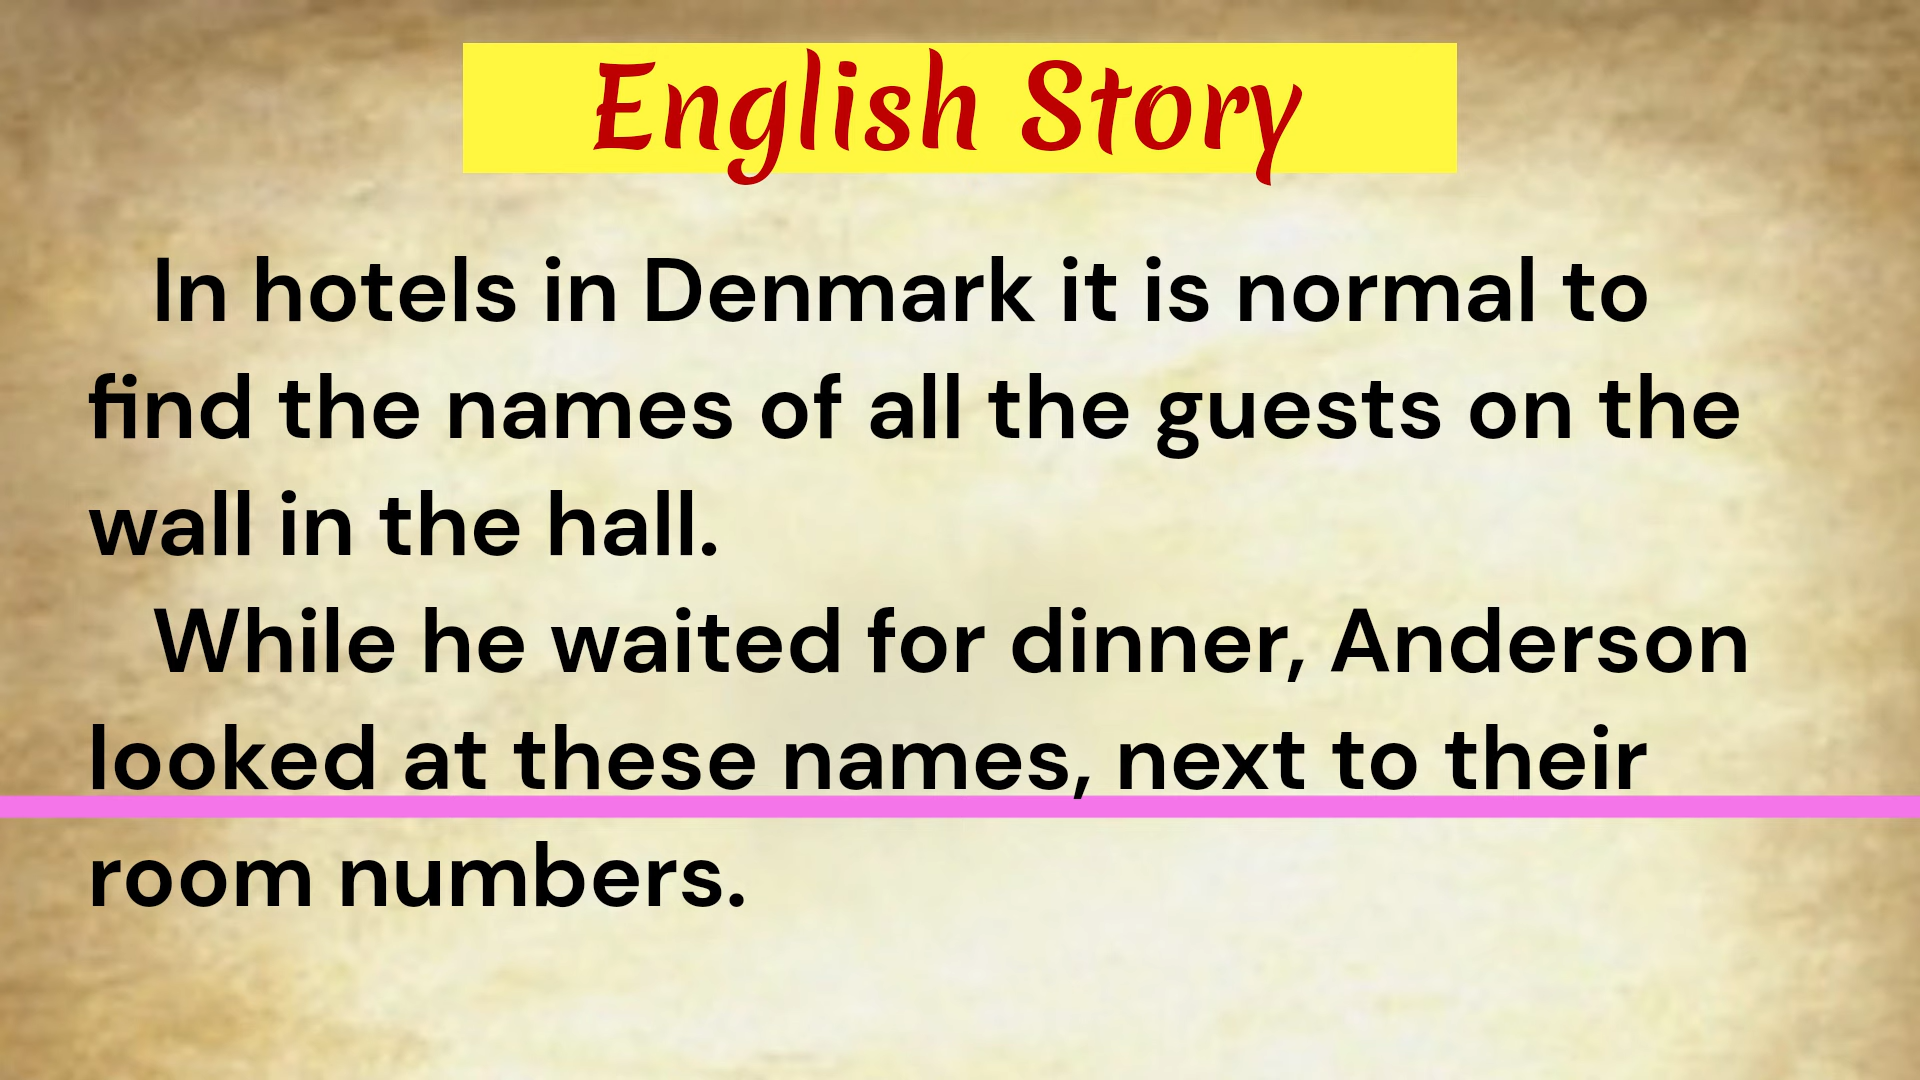 English Story
In hotels in Denmark it is normal to
find the names of all the guests on the
wall in the hall.
While he waited for dinner, Anderson
looked at these names, next to their
room numbers.